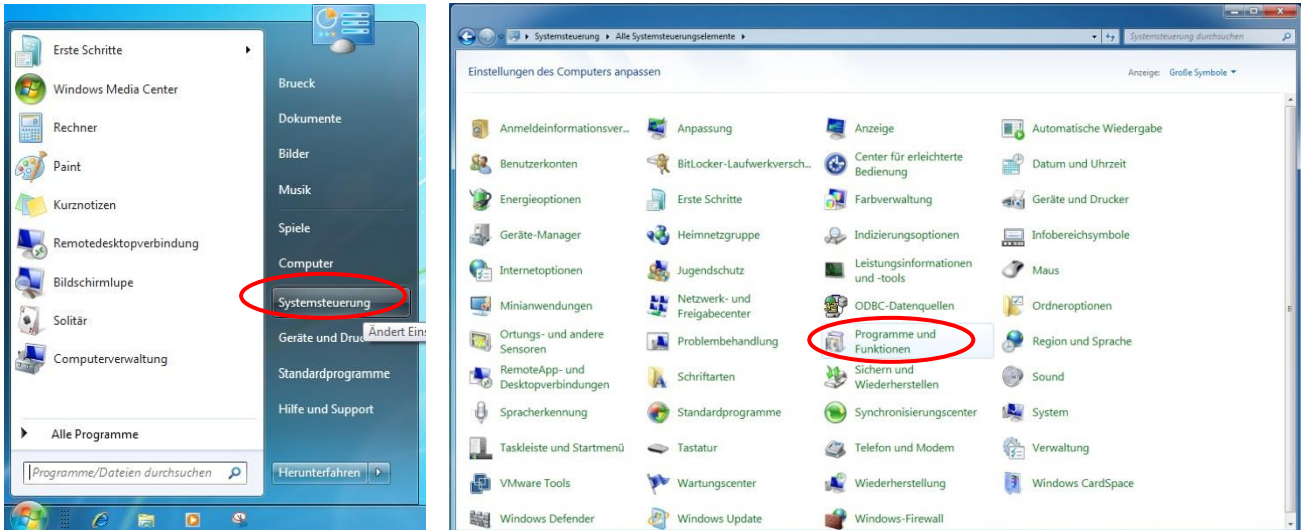 Erste Schritte
Windows Media Center
Rechner
Paint
Kurznotizen
Remotedesktopverbindung
Bildschirmlupe
Solitär
Computerverwaltung
Alle Programme
Programme/Dateien durchsuchen
Brueck
Dokumente
Bilder
Musik
Spiele
Computer
Systemsteuerung
Geräte und Druc
Ändert Eins
Standardprogramme
Hilfe und Support
Herunterfahren
Systemsteuerung Alle Systemsteuerungselemente
Systemsteuerung durchsuchen
Einstellungen des Computers anpassen
Anzeige: Große Symbole
Anmeldeinformationsver...
Anpassung
Anzeige
Automatische Wiedergabe
Benutzerkonten
BitLocker-Laufwerkversch...
Center für erleichterte
Bedienung
Datum und Uhrzeit
Energieoptionen
Erste Schritte
Farbverwaltung
Geräte und Drucker
Geräte-Manager
Heimnetzgruppe
Indizierungsoptionen
Infobereichsymbole
Internetoptionen
Jugendschutz
Leistungsinformationen
und -tools
Maus
Minianwendungen
Netzwerk- und
Freigabecenter
ODBC-Datenquellen
Ordneroptionen
Ortungs- und andere
Sensoren
Problembehandlung
Programme und
Funktionen
Region und Sprache
RemoteApp- und
Desktopverbindungen
Schriftarten
Sichern und
Wiederherstellen
Sound
Spracherkennung
Standardprogramme
Synchronisierungscenter
System
Taskleiste und Startmenü
Tastatur
Telefon und Modem
Verwaltung
VMware Tools
Wartungscenter
Wiederherstellung
Windows CardSpace
Windows Defender
Windows Update
Windows-Firewall